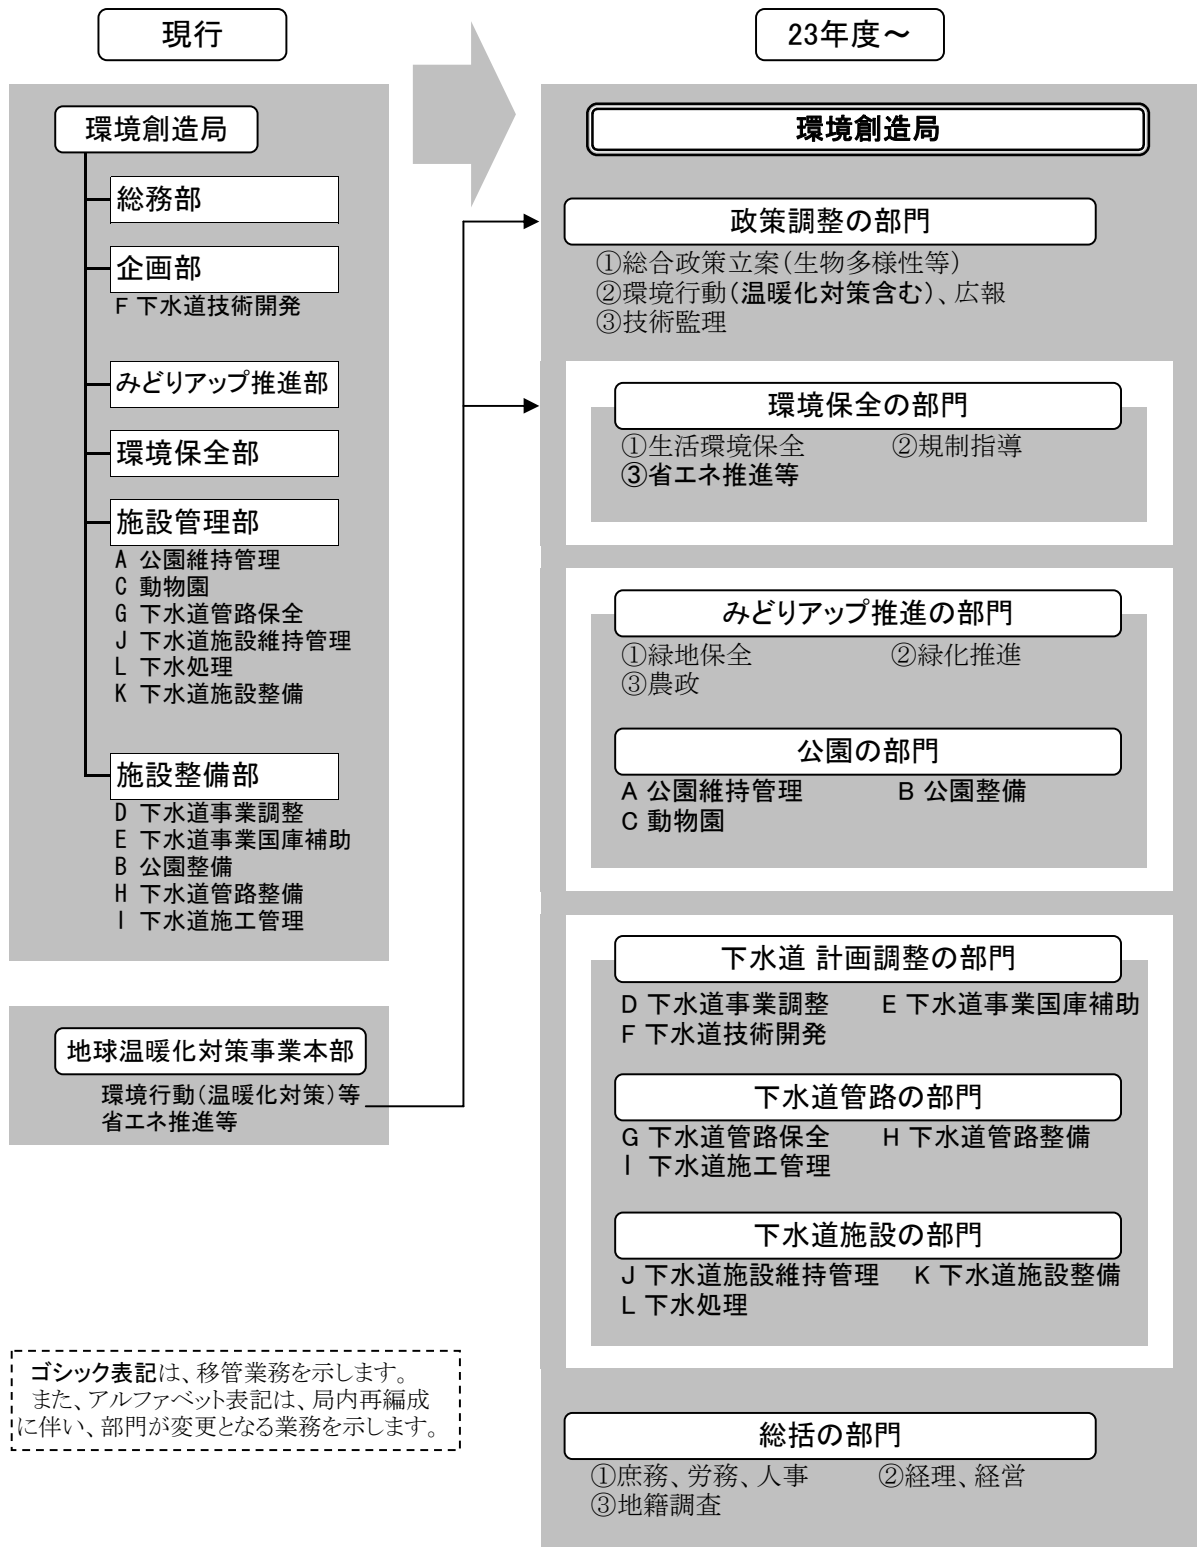 現行
環境創造局
総務部
企画部
F 下水道技術開発
みどりアップ推進部
環境保全部
施設管理部
A 公園維持管理
C 動物園
G 下水道管路保全
J 下水道施設維持管理
L 下水処理
K 下水道施設整備
施設整備部
D 下水道事業調整
E 下水道事業国庫補助
B 公園整備
H 下水道管路整備
I 下水道施工管理
地球温暖化対策事業本部
環境行動(温暖化対策)等
省エネ推進等
ゴシック表記は、移管業務を示します。
また、アルファベット表記は、局内再編成
に伴い、部門が変更となる業務を示します。
23年度～
環境創造局
政策調整の部門
①総合政策立案(生物多様性等)
②環境行動(温暖化対策含む)、広報
③技術監理
環境保全の部門
①生活環境保全 ②規制指導
③省エネ推進等
みどりアップ推進の部門
①緑地保全 ②緑化推進
③農政
公園の部門
A 公園維持管理 B 公園整備
C 動物園
下水道 計画調整の部門
D 下水道事業調整 E 下水道事業国庫補助
F 下水道技術開発
下水道管路の部門
G 下水道管路保全 H 下水道管路整備
I 下水道施工管理
下水道施設の部門
J 下水道施設維持管理 K 下水道施設整備
L 下水処理
総括の部門
①庶務、労務、人事 ②経理、経営
③地籍調査